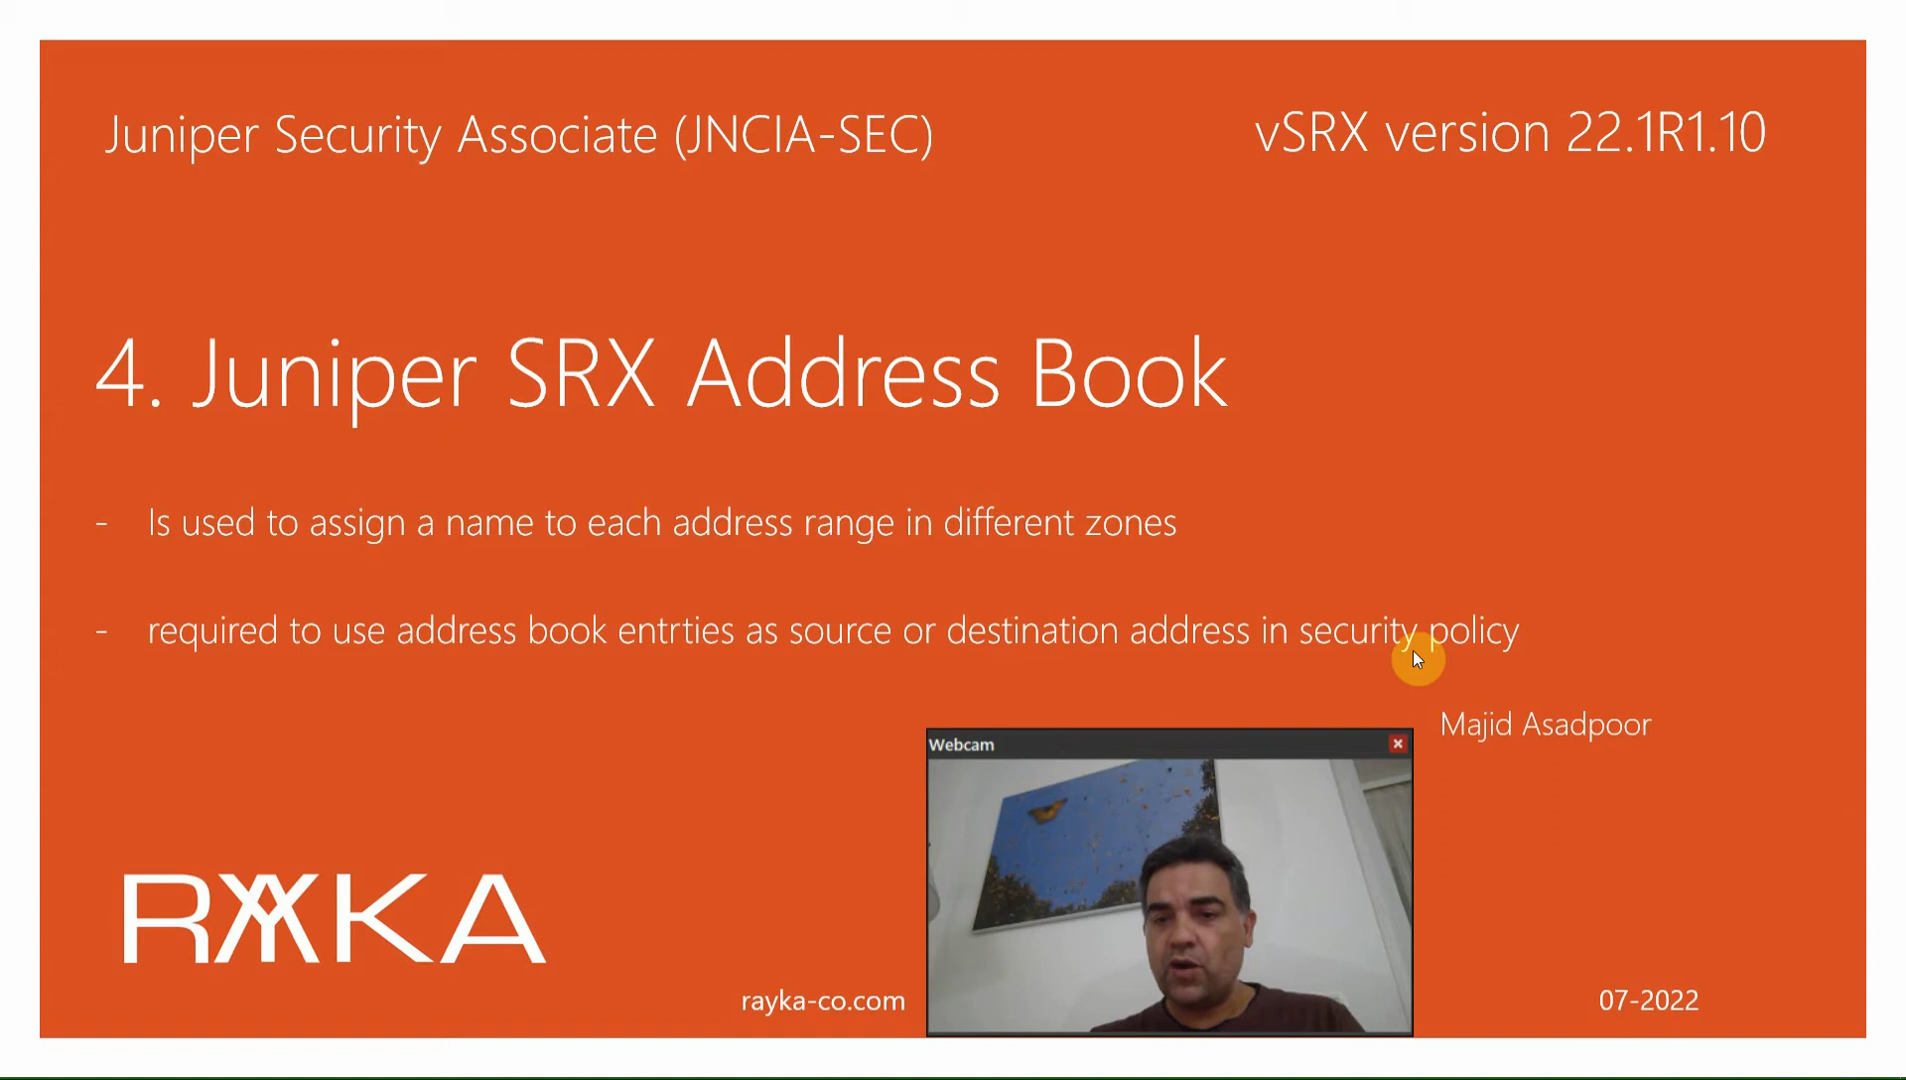 Juniper Security Associate (JNCIA-SEC)
vSRX version 22.1R1.10
4. Juniper SRX Address Book
- Is used to assign a name to each address range in different zones
- required to use address book entrties as source or destination address in security policy
Majid Asadpoor
Webcam
RAYKA
rayka-co.com
07-2022